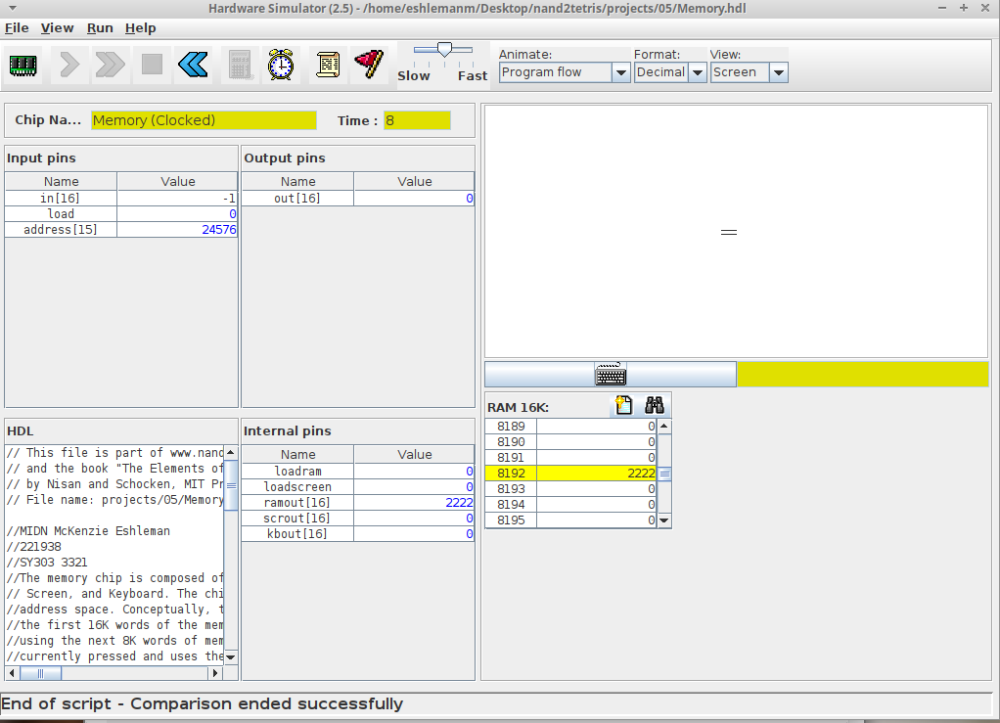 Hardware Simulator (2.5) - /home/eshlemanm/Desktop/nand2tetris/projects/05/Memory.hdl
File View Run Help
Slow Fast
Animate: Format: View:
Program flow Decimal Screen
Chip Na... Memory (Clocked) Time : 8
Input pins
Name Value
in[16] -1
load 0
address[15] 24576
Output pins
Name Value
out[16] 0
HDL
// This file is part of www.nand
// and the book "The Elements of
// by Nisan and Schocken, MIT Pr
// File name: projects/05/Memory
//MIDN McKenzie Eshleman
//221938
//SY303 3321
//The memory chip is composed of
// Screen, and Keyboard. The chi
//address space. Conceptually, t
//the first 16K words of the mem
//using the next 8K words of mem
//currently pressed and uses the
Internal pins
Name Value
loadram 0
loadscreen 0
ramout[16] 2222
scrout[16] 0
kbout[16] 0
RAM 16K:
8189 0
8190 0
8191 0
8192 2222
8193 0
8194 0
8195 0
End of script - Comparison ended successfully